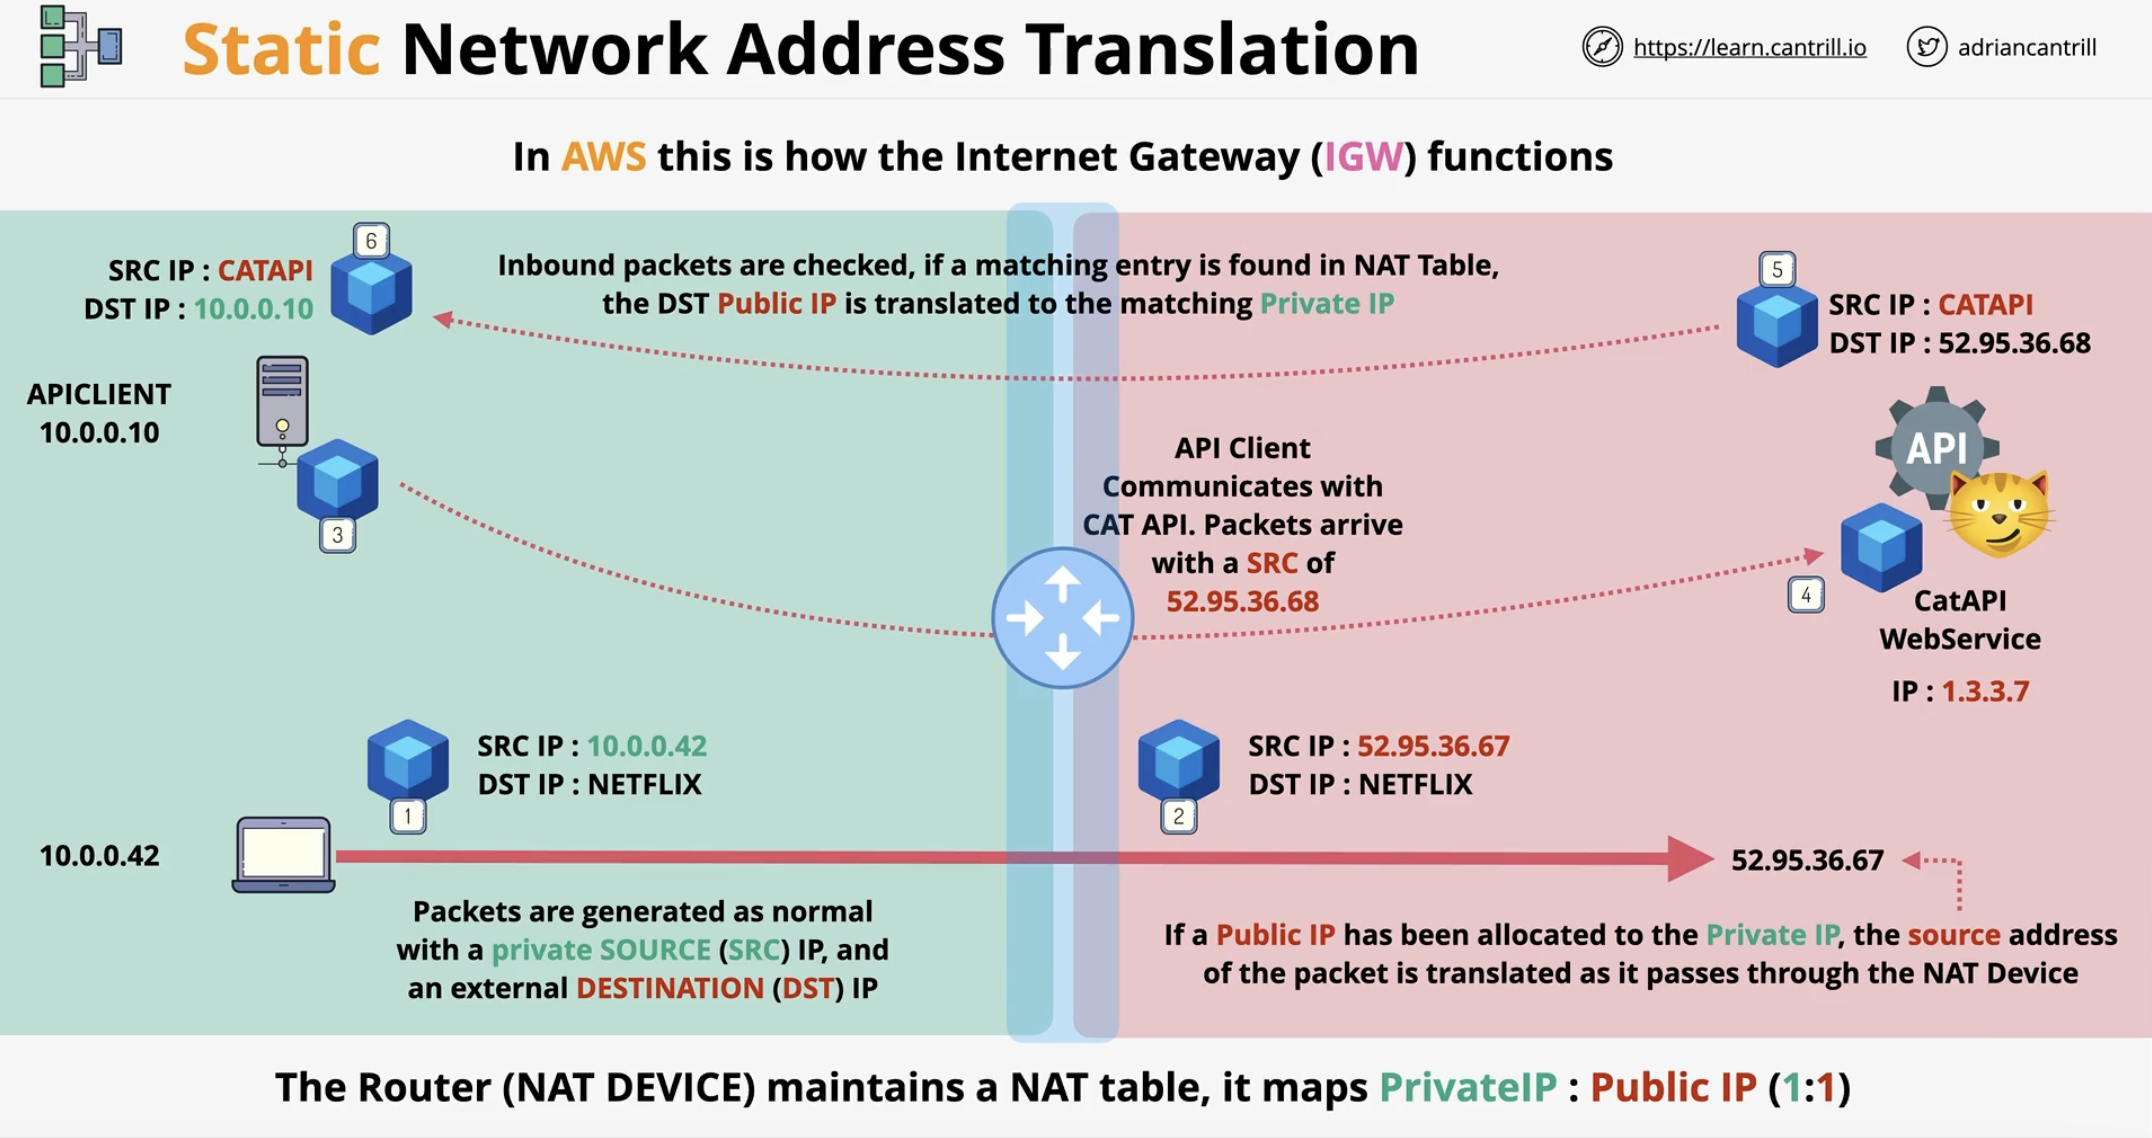 Static Network Address Translation
https://learn.cantrill.io
adriancantrill
In AWS this is how the Internet Gateway (IGW) functions
6
SRC IP : CATAPI
DST IP : 10.0.0.10
Inbound packets are checked, if a matching entry is found in NAT Table,
the DST Public IP is translated to the matching Private IP
5
SRC IP : CATAPI
DST IP : 52.95.36.68
APICLIENT
10.0.0.10
3
API Client
Communicates with
CAT API. Packets arrive
with a SRC of
52.95.36.68
API
4
CatAPI
WebService
IP : 1.3.3.7
SRC IP : 10.0.0.42
DST IP : NETFLIX
1
SRC IP : 52.95.36.67
DST IP : NETFLIX
2
10.0.0.42
52.95.36.67
Packets are generated as normal
with a private SOURCE (SRC) IP, and
an external DESTINATION (DST) IP
If a Public IP has been allocated to the Private IP, the source address
of the packet is translated as it passes through the NAT Device
The Router (NAT DEVICE) maintains a NAT table, it maps PrivateIP : Public IP (1:1)